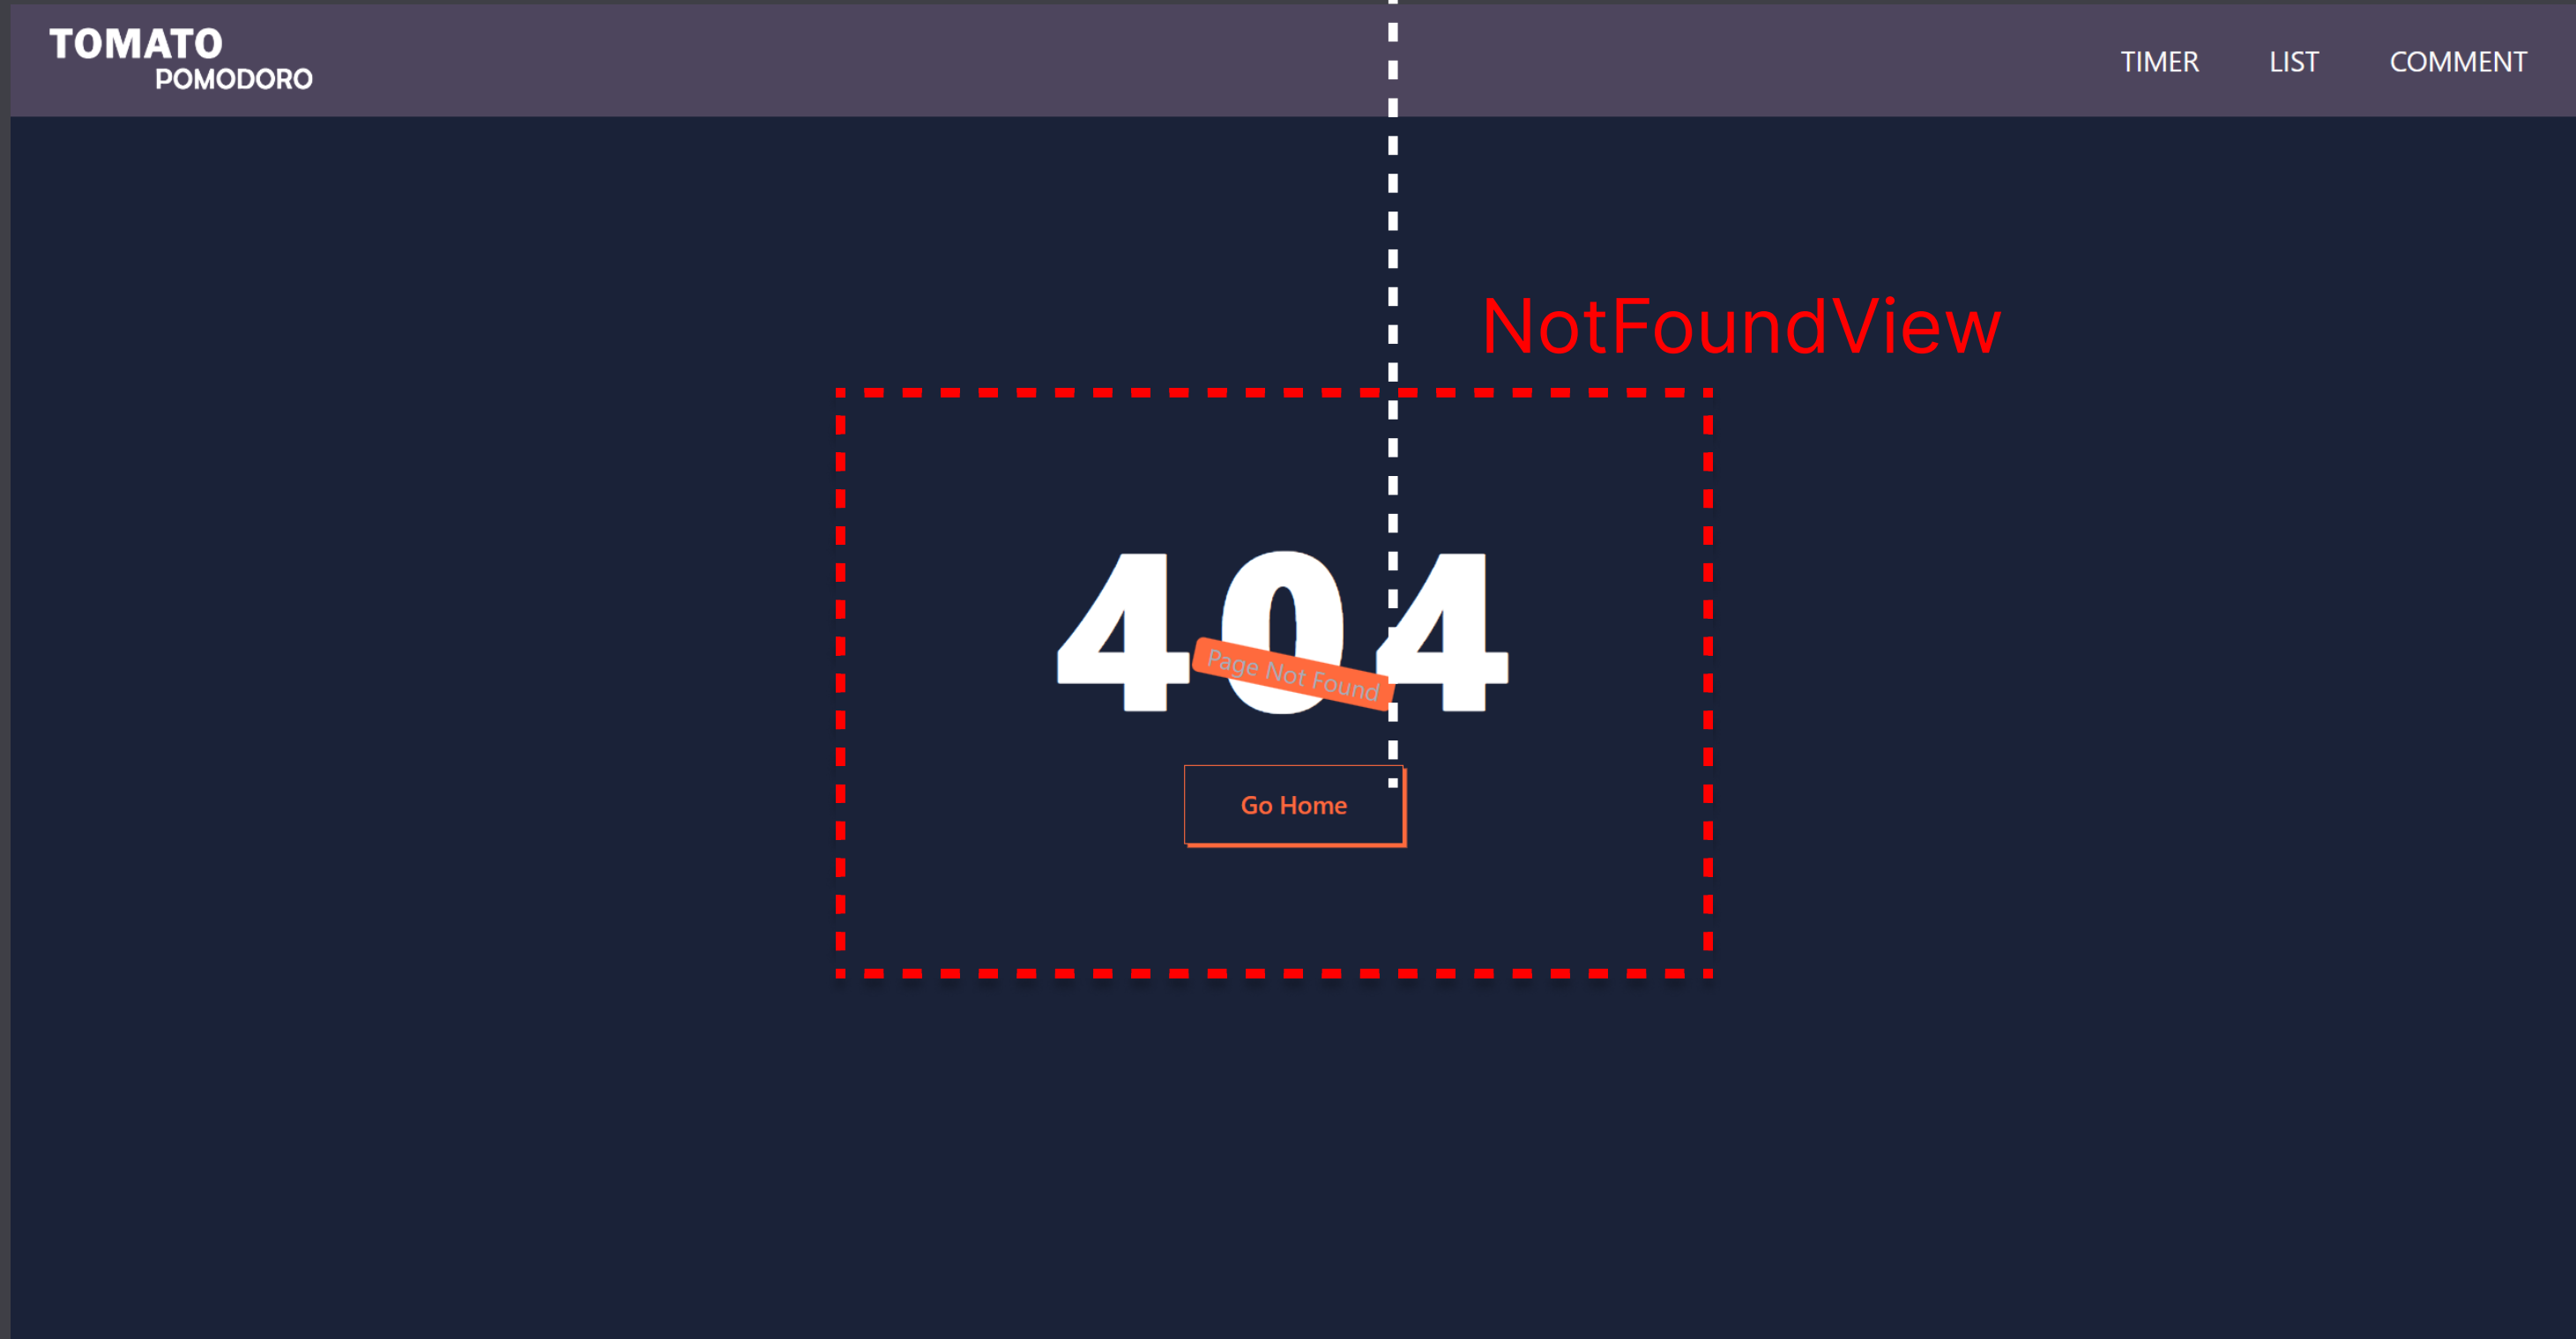 TOMATO
POMODORO
TIMER LIST COMMENT
NotFoundView
404
Page Not Found
Go Home